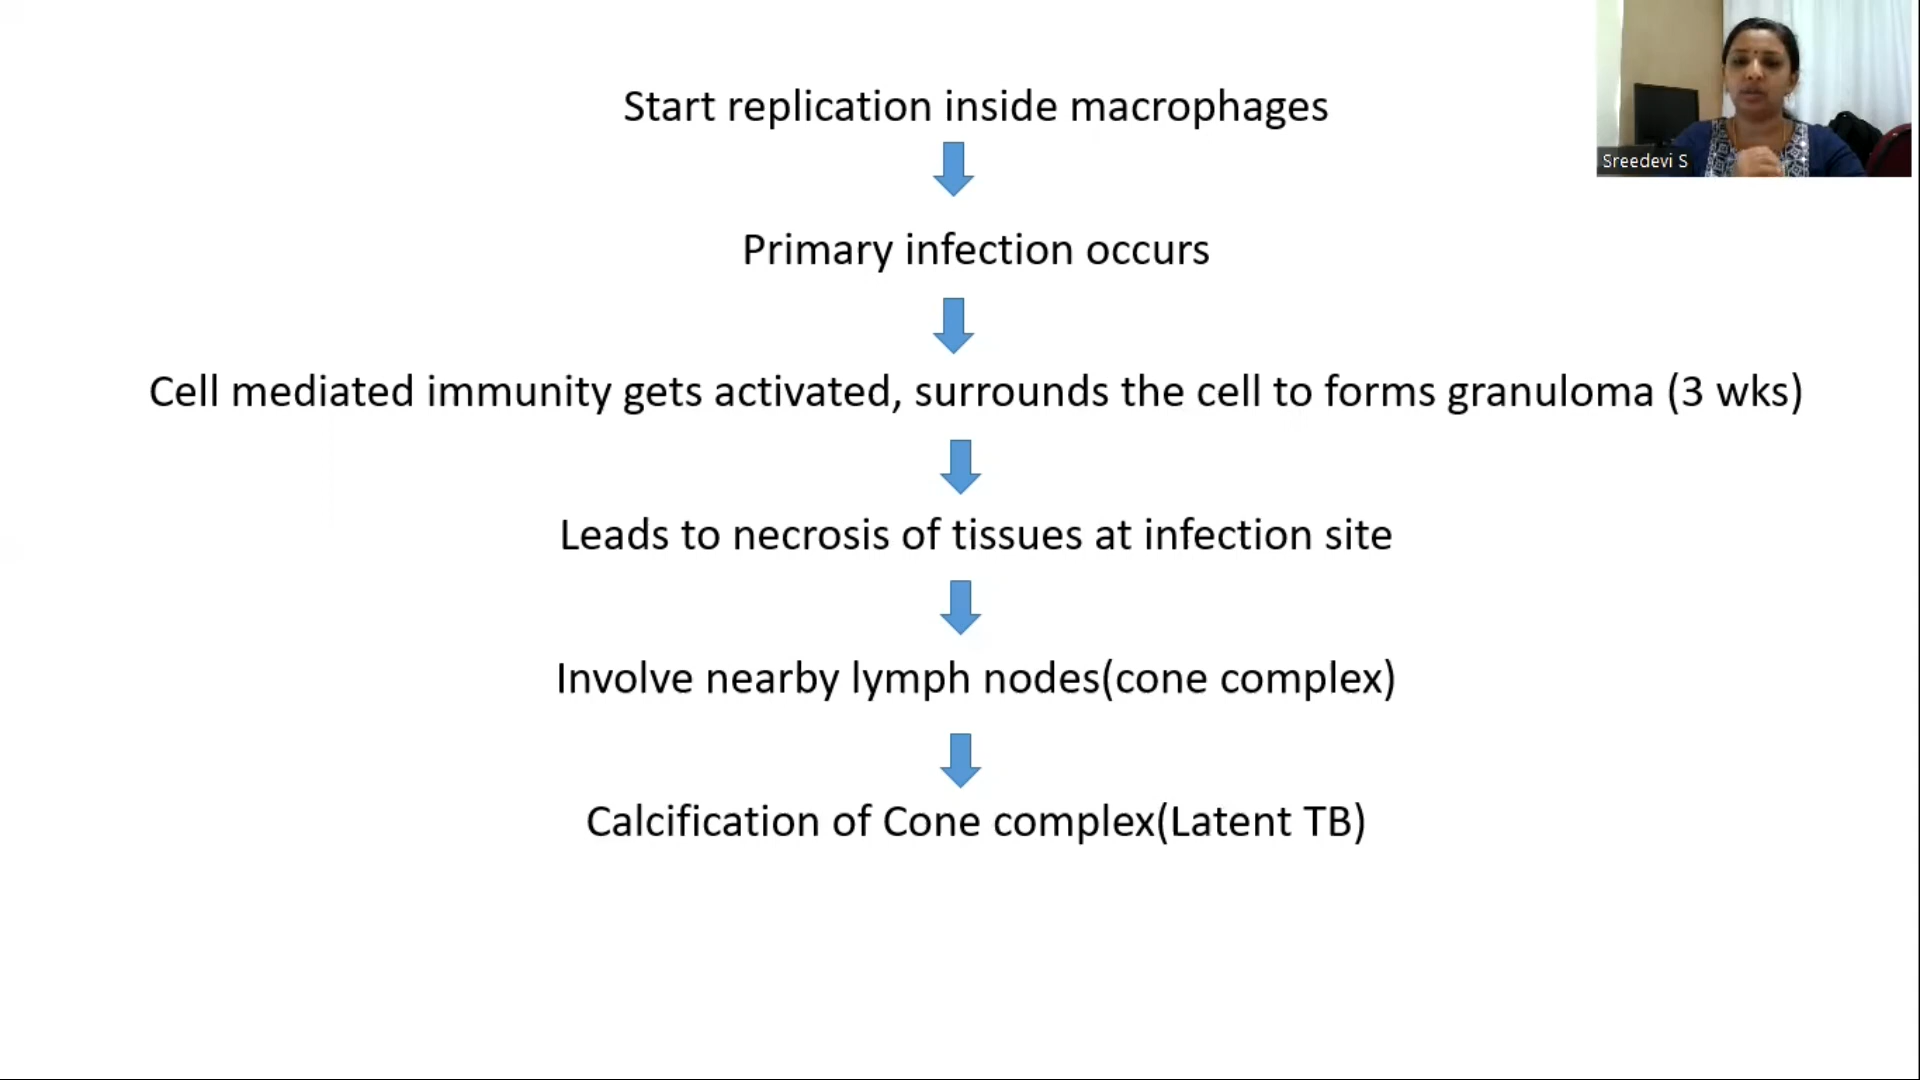 Start replication inside macrophages
Sreedevi S
Primary infection occurs
Cell mediated immunity gets activated, surrounds the cell to forms granuloma (3 wks)
Leads to necrosis of tissues at infection site
Involve nearby lymph nodes(cone complex)
Calcification of Cone complex(Latent TB)